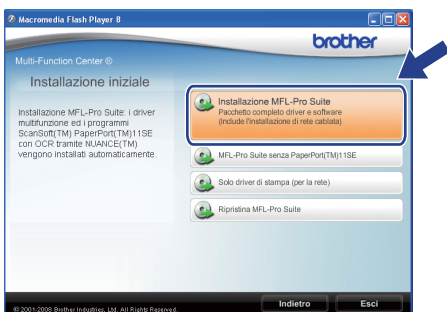 Macromedia Flash Player 8
brother
Multi-Function Center ®
Installazione iniziale
Installazione MFL-Pro Suite: i driver
multifunzione ed i programmi
ScanSoft(TM) PaperPort(TM)11SE
con OCR tramite NUANCE(TM)
vengono installati automaticamente.
Installazione MFL-Pro Suite
Pacchetto completo driver e software
(Include l'installazione di rete cablata)
MFL-Pro Suite senza PaperPort(TM)11SE
Solo driver di stampa (per la rete)
Ripristina MFL-Pro Suite
© 2001-2008 Brother Industries, Ltd. All Rights Reserved.
Indietro
Esci